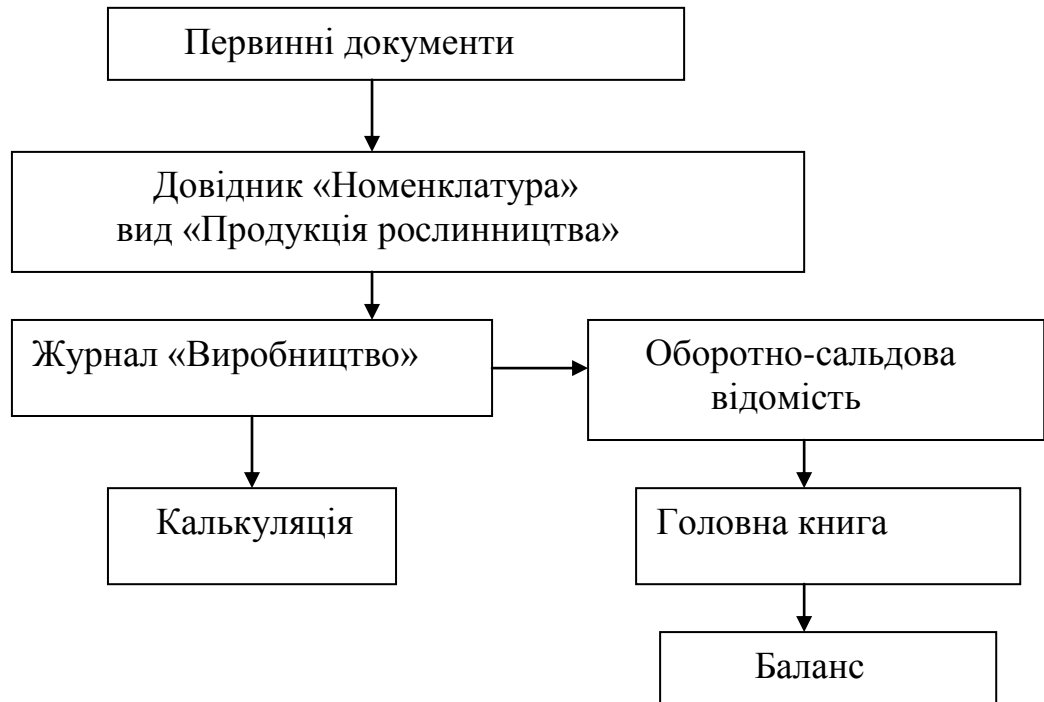 Первинні документи
Довідник «Номенклатура»
вид «Продукція рослинництва»
Журнал «Виробництво»
Оборотно-сальдова
відомість
Калькуляція
Головна книга
Баланс